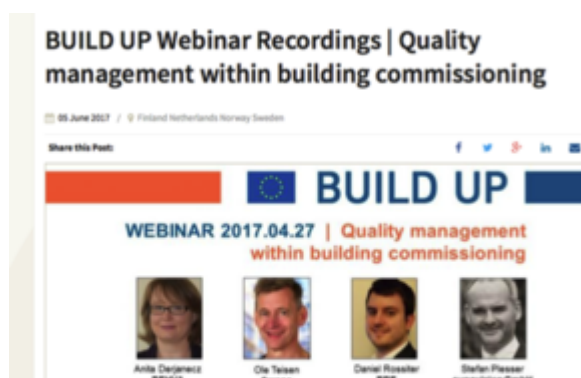 BUILD UP Webinar Recordings | Quality
management within building commissioning
05 June 2017 / Finland Netherlands Norway Sweden
Share this Post:
BUILD UP
WEBINAR 2017.04.27 | Quality management
within building commissioning
Anita Derjanecz
Ole Teisen
Daniel Rossiter
Stefan Plesser